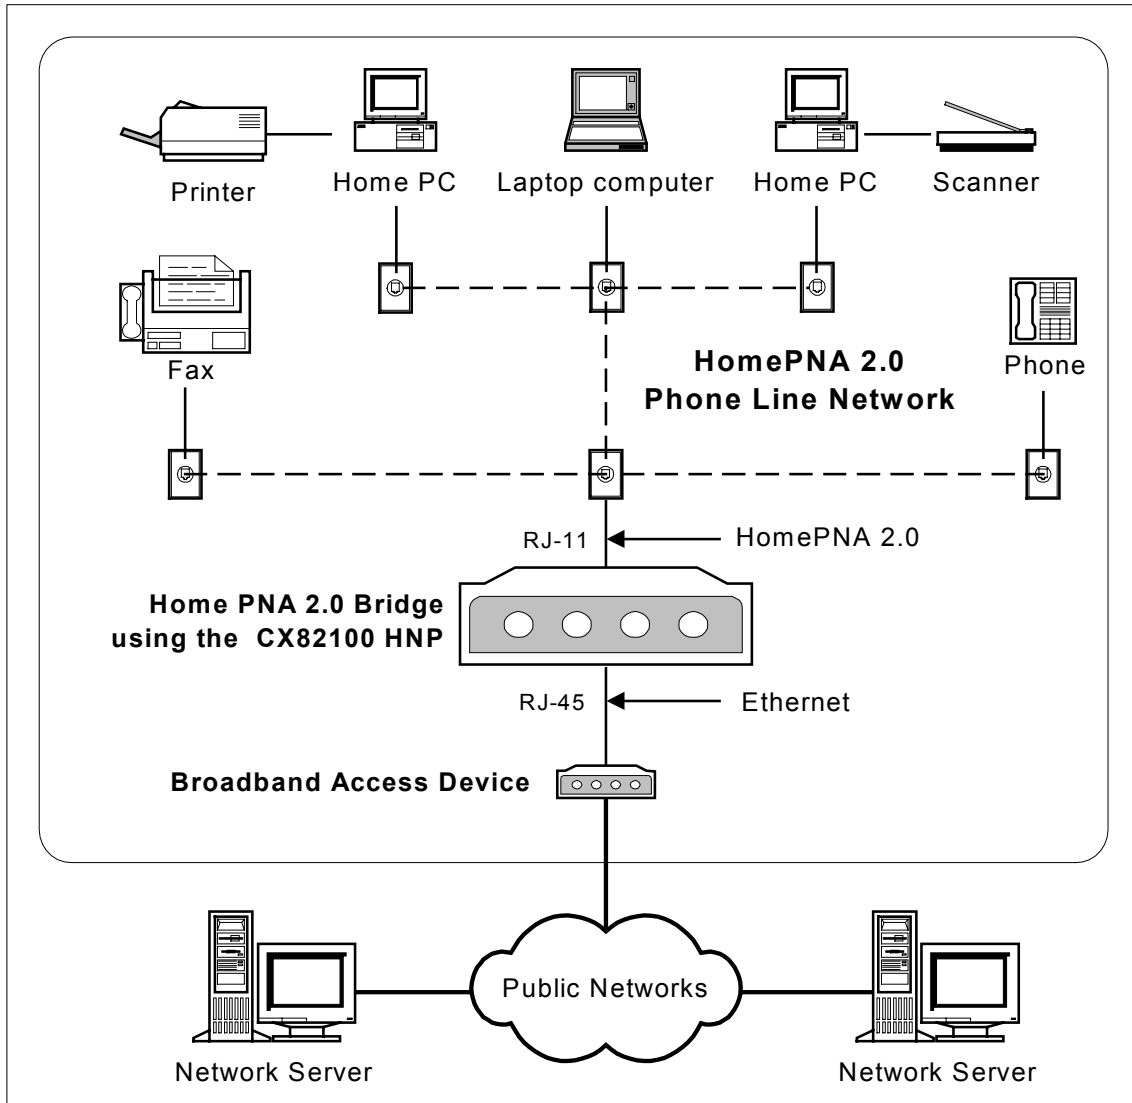 Printer
Home PC
Laptop computer
Home PC
Scanner
Fax
HomePNA 2.0
Phone Line Network
Phone
RJ-11
HomePNA 2.0
Home PNA 2.0 Bridge
using the CX82100 HNP
RJ-45
Ethernet
Broadband Access Device
Public Networks
Network Server
Network Server